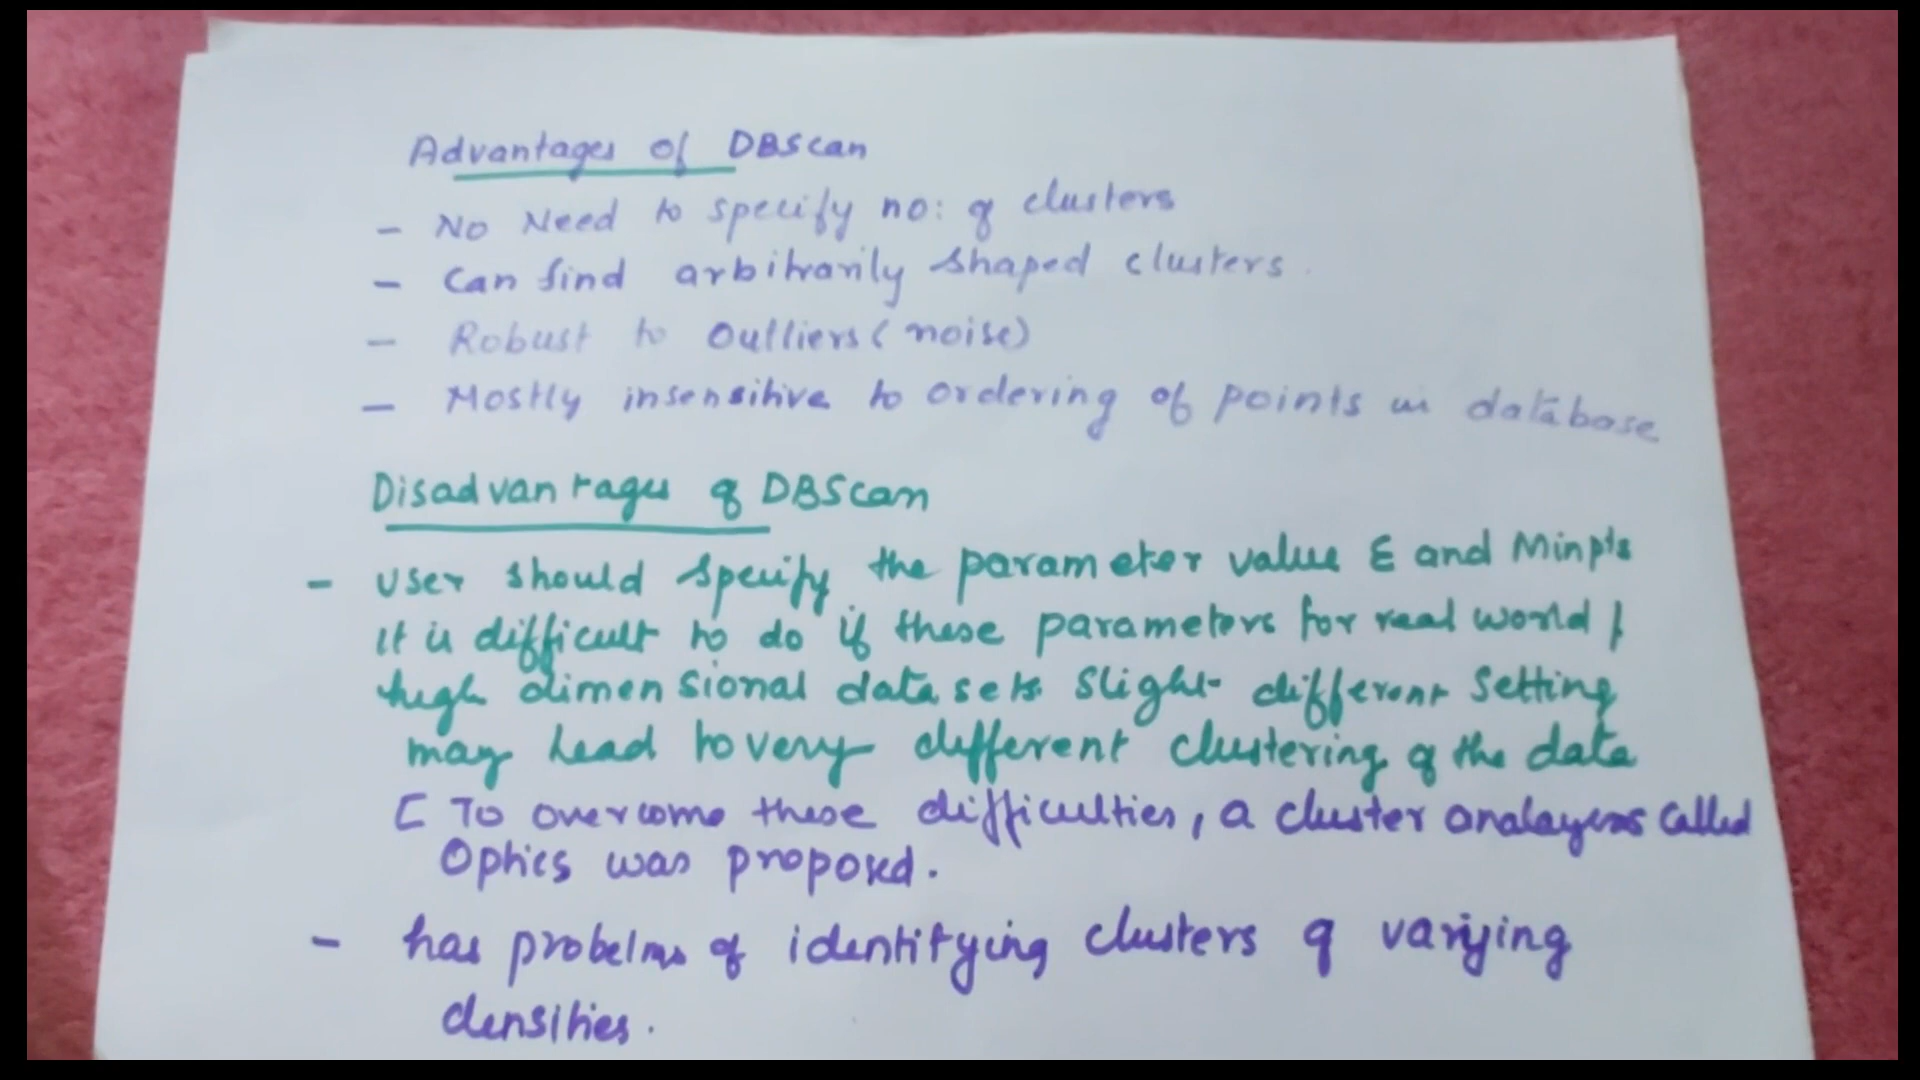 Advantages of DBScan
- No Need to specify no: of clusters
- Can find arbitrarily shaped clusters.
- Robust to Outliers (noise)
- Mostly insensitive to ordering of points in database
Disadvantages of DBScan
- user should specify the parameter value ε and Minpts
It is difficult to do if these parameters for real world /
high dimensional data sets slight different setting
may lead to very different clustering of the data
[ To overcome these difficulties, a cluster analayers called
Optics was proposed.
- has probelms of identifying clusters of varying
densities.